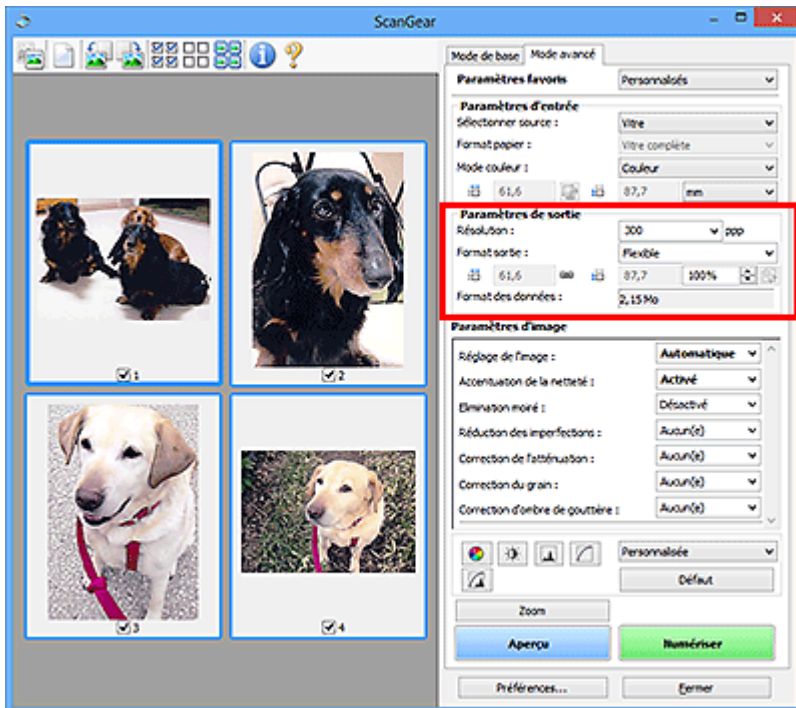 ScanGear
Mode de base Mode avancé
Paramètres favoris Personnalisés
Paramètres d'entrée
Sélectionner source : Vitre
Format papier : Vitre complète
Mode couleur : Couleur
61,6 87,7 mm
Paramètres de sortie
Résolution : 300 ppp
Format sortie : Flexible
61,6 87,7 100%
Format des données : 2,15 Mo
Paramètres d'image
Réglage de l'image : Automatique
Accentuation de la netteté : Activé
Elimination moiré : Désactivé
Réduction des imperfections : Aucun(e)
Correction de l'atténuation : Aucun(e)
Correction du grain : Aucun(e)
Correction d'ombre de gouttière : Aucun(e)
Personnalisée
Défaut
Zoom
Aperçu Numériser
Préférences... Fermer
1
2
3
4